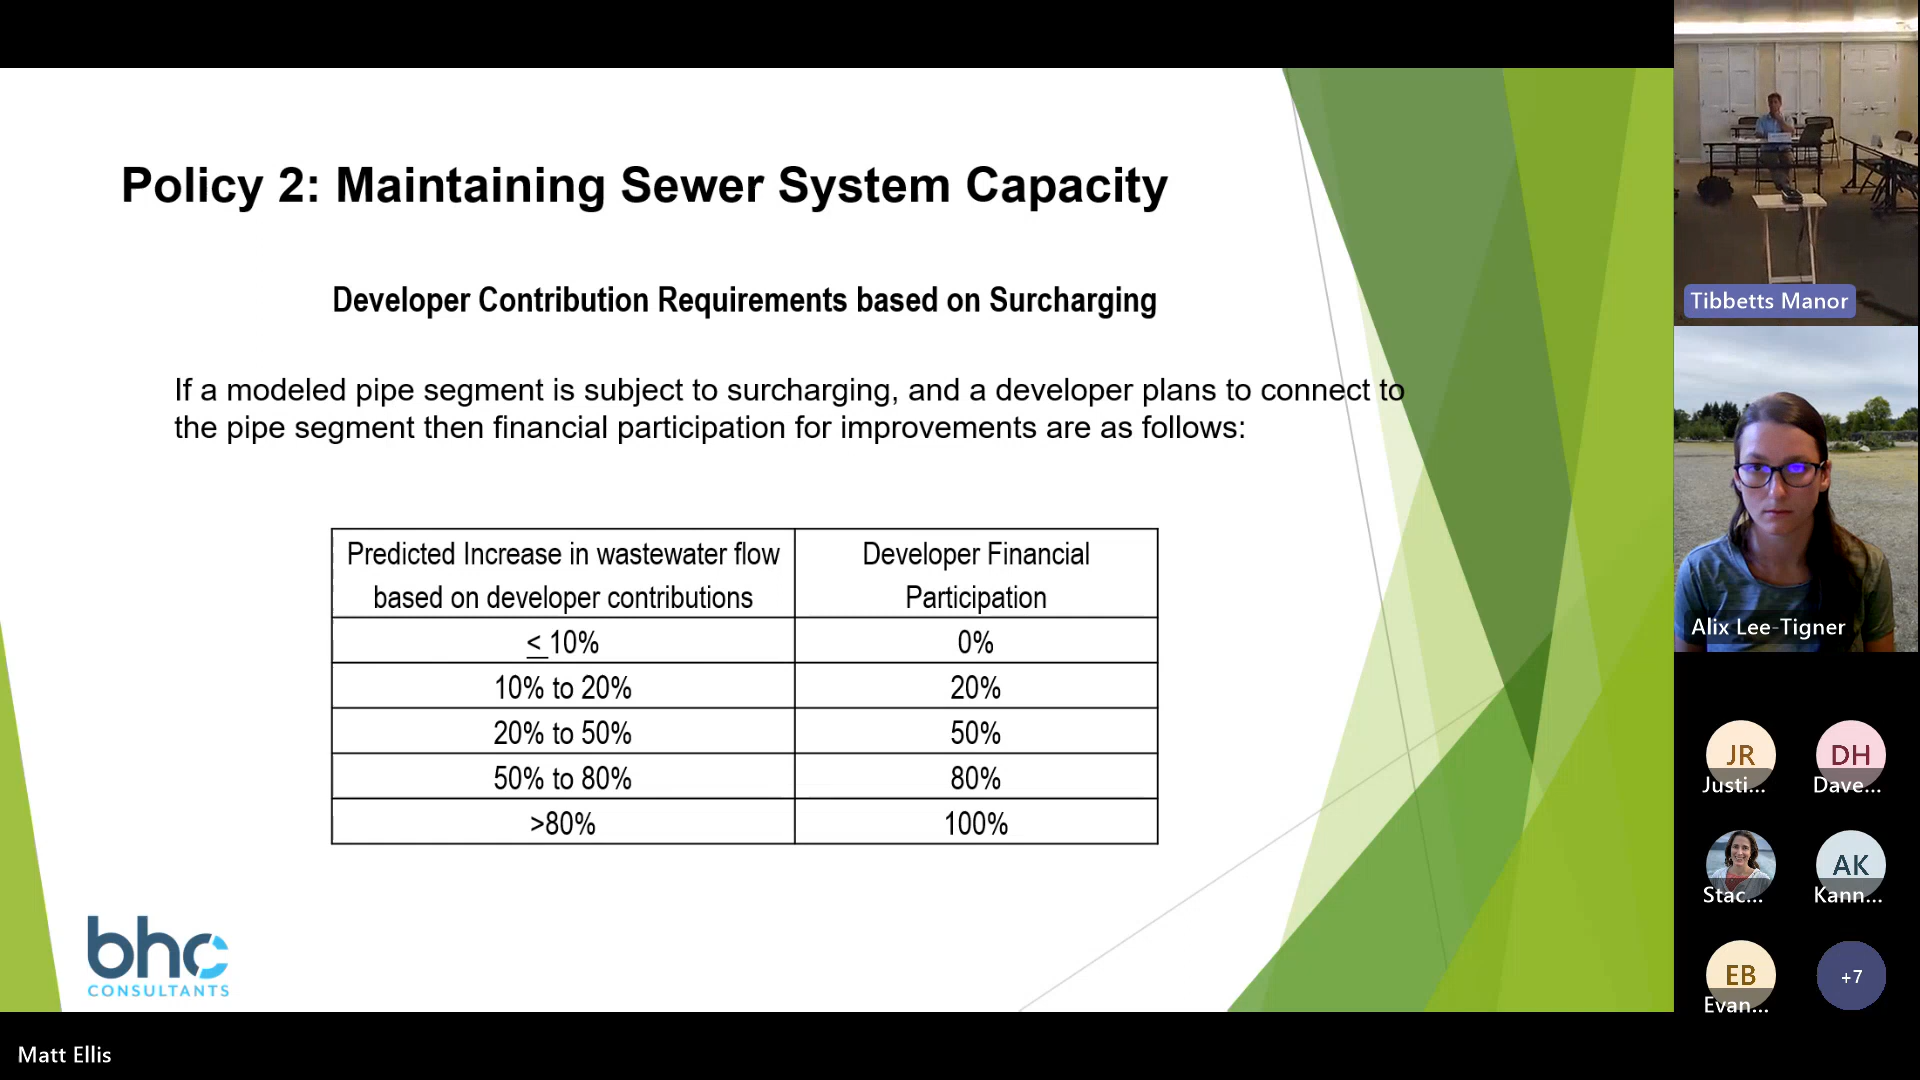 Policy 2: Maintaining Sewer System Capacity
Developer Contribution Requirements based on Surcharging
If a modeled pipe segment is subject to surcharging, and a developer plans to connect to
the pipe segment then financial participation for improvements are as follows:
Predicted Increase in wastewater flow
based on developer contributions
Developer Financial
Participation
≤ 10%
0%
10% to 20%
20%
20% to 50%
50%
50% to 80%
80%
>80%
100%
bhc
CONSULTANTS
Matt Ellis
Tibbetts Manor
Alix Lee-Tigner
JR
Justi...
DH
Dave...
Stac...
AK
Kann...
EB
Evan...
+7